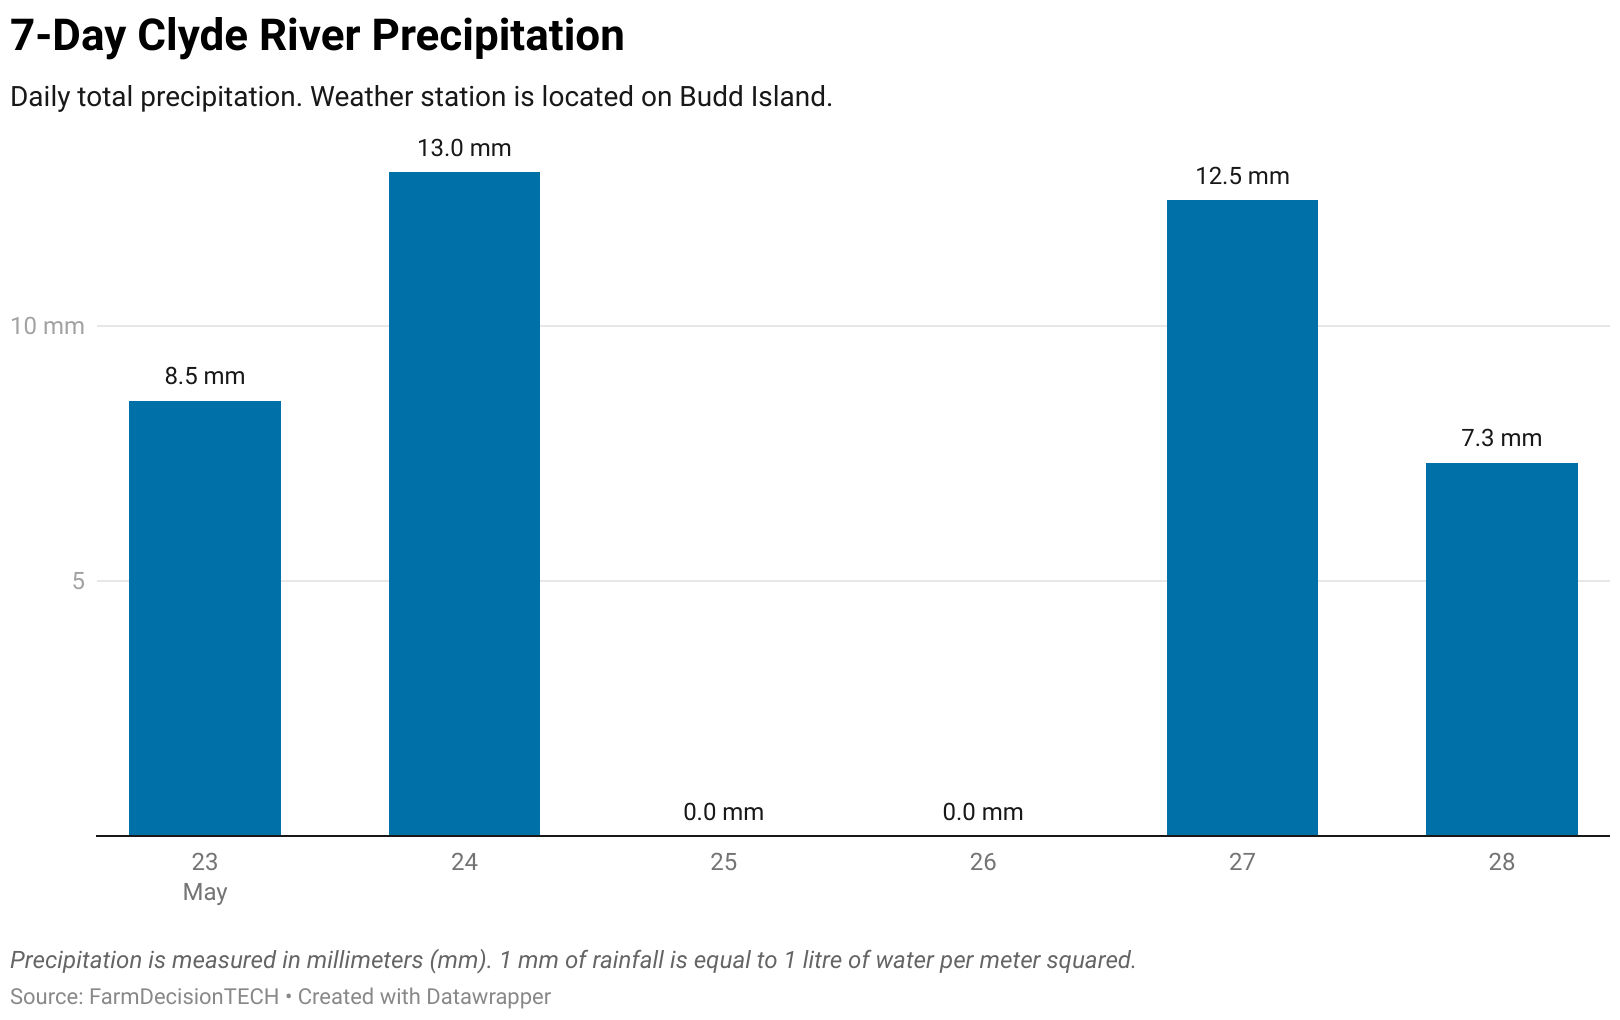 7-Day Clyde River Precipitation
Daily total precipitation. Weather station is located on Budd Island.
13.0 mm
12.5 mm
10 mm
8.5 mm
7.3 mm
5
0.0 mm
0.0 mm
23
24
25
26
27
28
May
Precipitation is measured in millimeters (mm). 1 mm of rainfall is equal to 1 litre of water per meter squared.
Source: FarmDecisionTECH • Created with Datawrapper